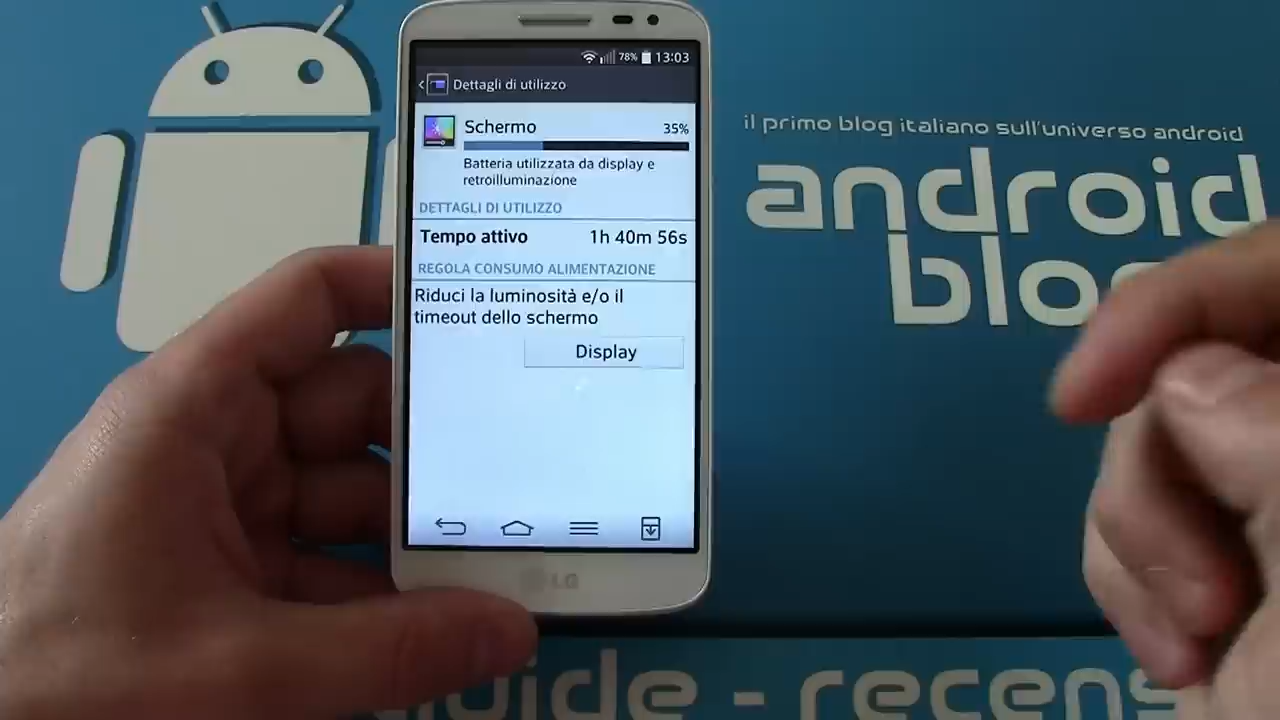 78% 13:03
Dettagli di utilizzo
Schermo 35%
Batteria utilizzata da display e
retroilluminazione
DETTAGLI DI UTILIZZO
Tempo attivo 1h 40m 56s
REGOLA CONSUMO ALIMENTAZIONE
Riduci la luminosità e/o il
timeout dello schermo
Display
LG
il primo blog italiano sull'universo android
android
blo
uide - recens